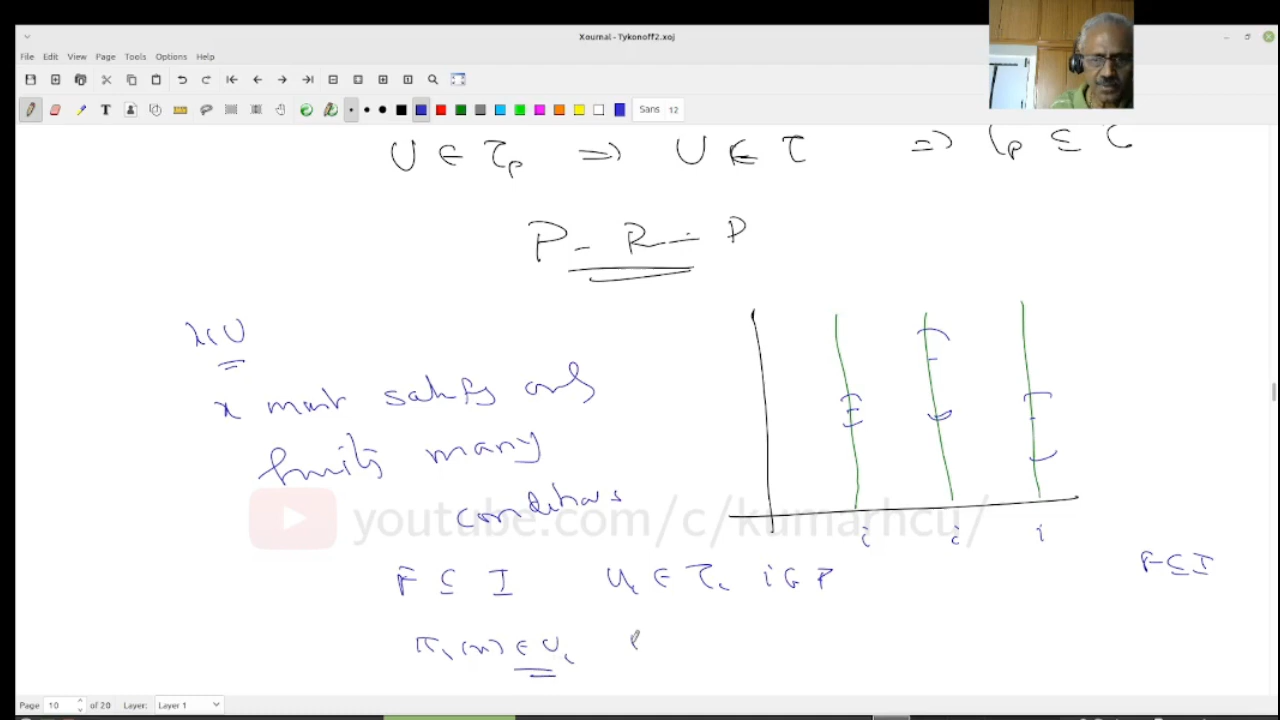 Xournal - Tykonoff2.xoj
File Edit View Page Tools Options Help
Sans 12
U ∈ τ_p ⇒ U ∈ τ ⇒ τ_p ⊆ τ
P - R - P
x ∈ U
x must satisfy only
finitely many
conditions
i i i
youtube.com/c/kumarhcu/
F ⊆ I U_i ∈ τ_i i ∈ F
F ⊆ I
π_i(x) ∈ U_i
Page 10 of 20 Layer: Layer 1